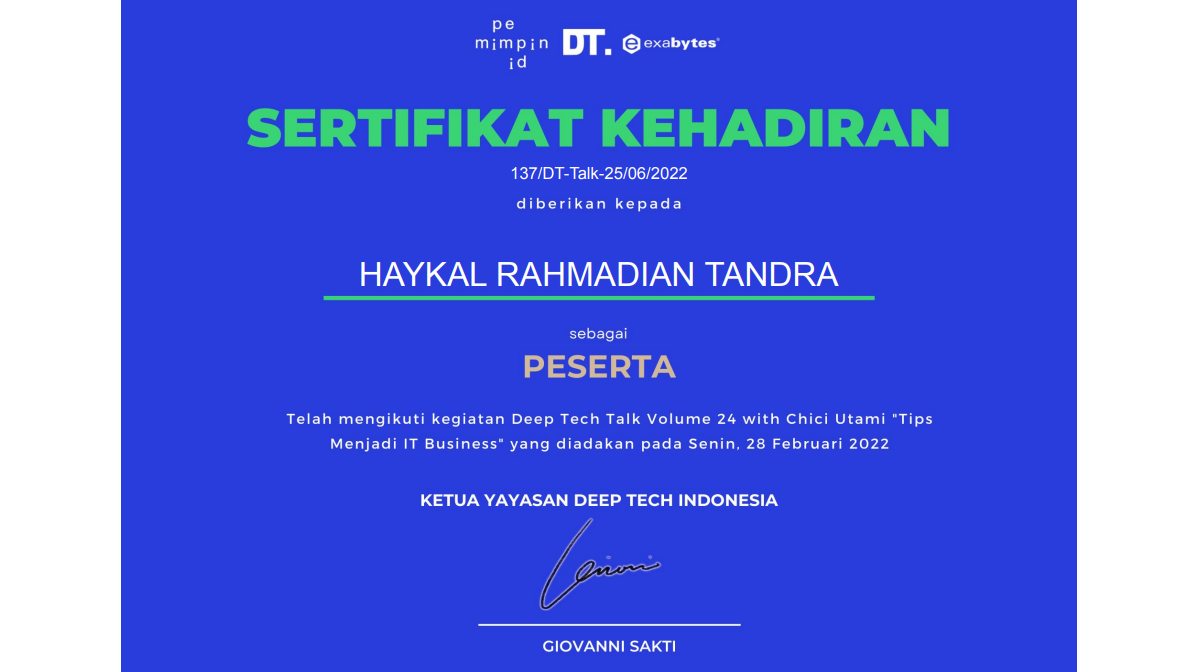 pe
mimpin
id
DT.
exabytes®
SERTIFIKAT KEHADIRAN
137/DT-Talk-25/06/2022
diberikan kepada
HAYKAL RAHMADIAN TANDRA
sebagai
PESERTA
Telah mengikuti kegiatan Deep Tech Talk Volume 24 with Chici Utami "Tips
Menjadi IT Business" yang diadakan pada Senin, 28 Februari 2022
KETUA YAYASAN DEEP TECH INDONESIA
GIOVANNI SAKTI